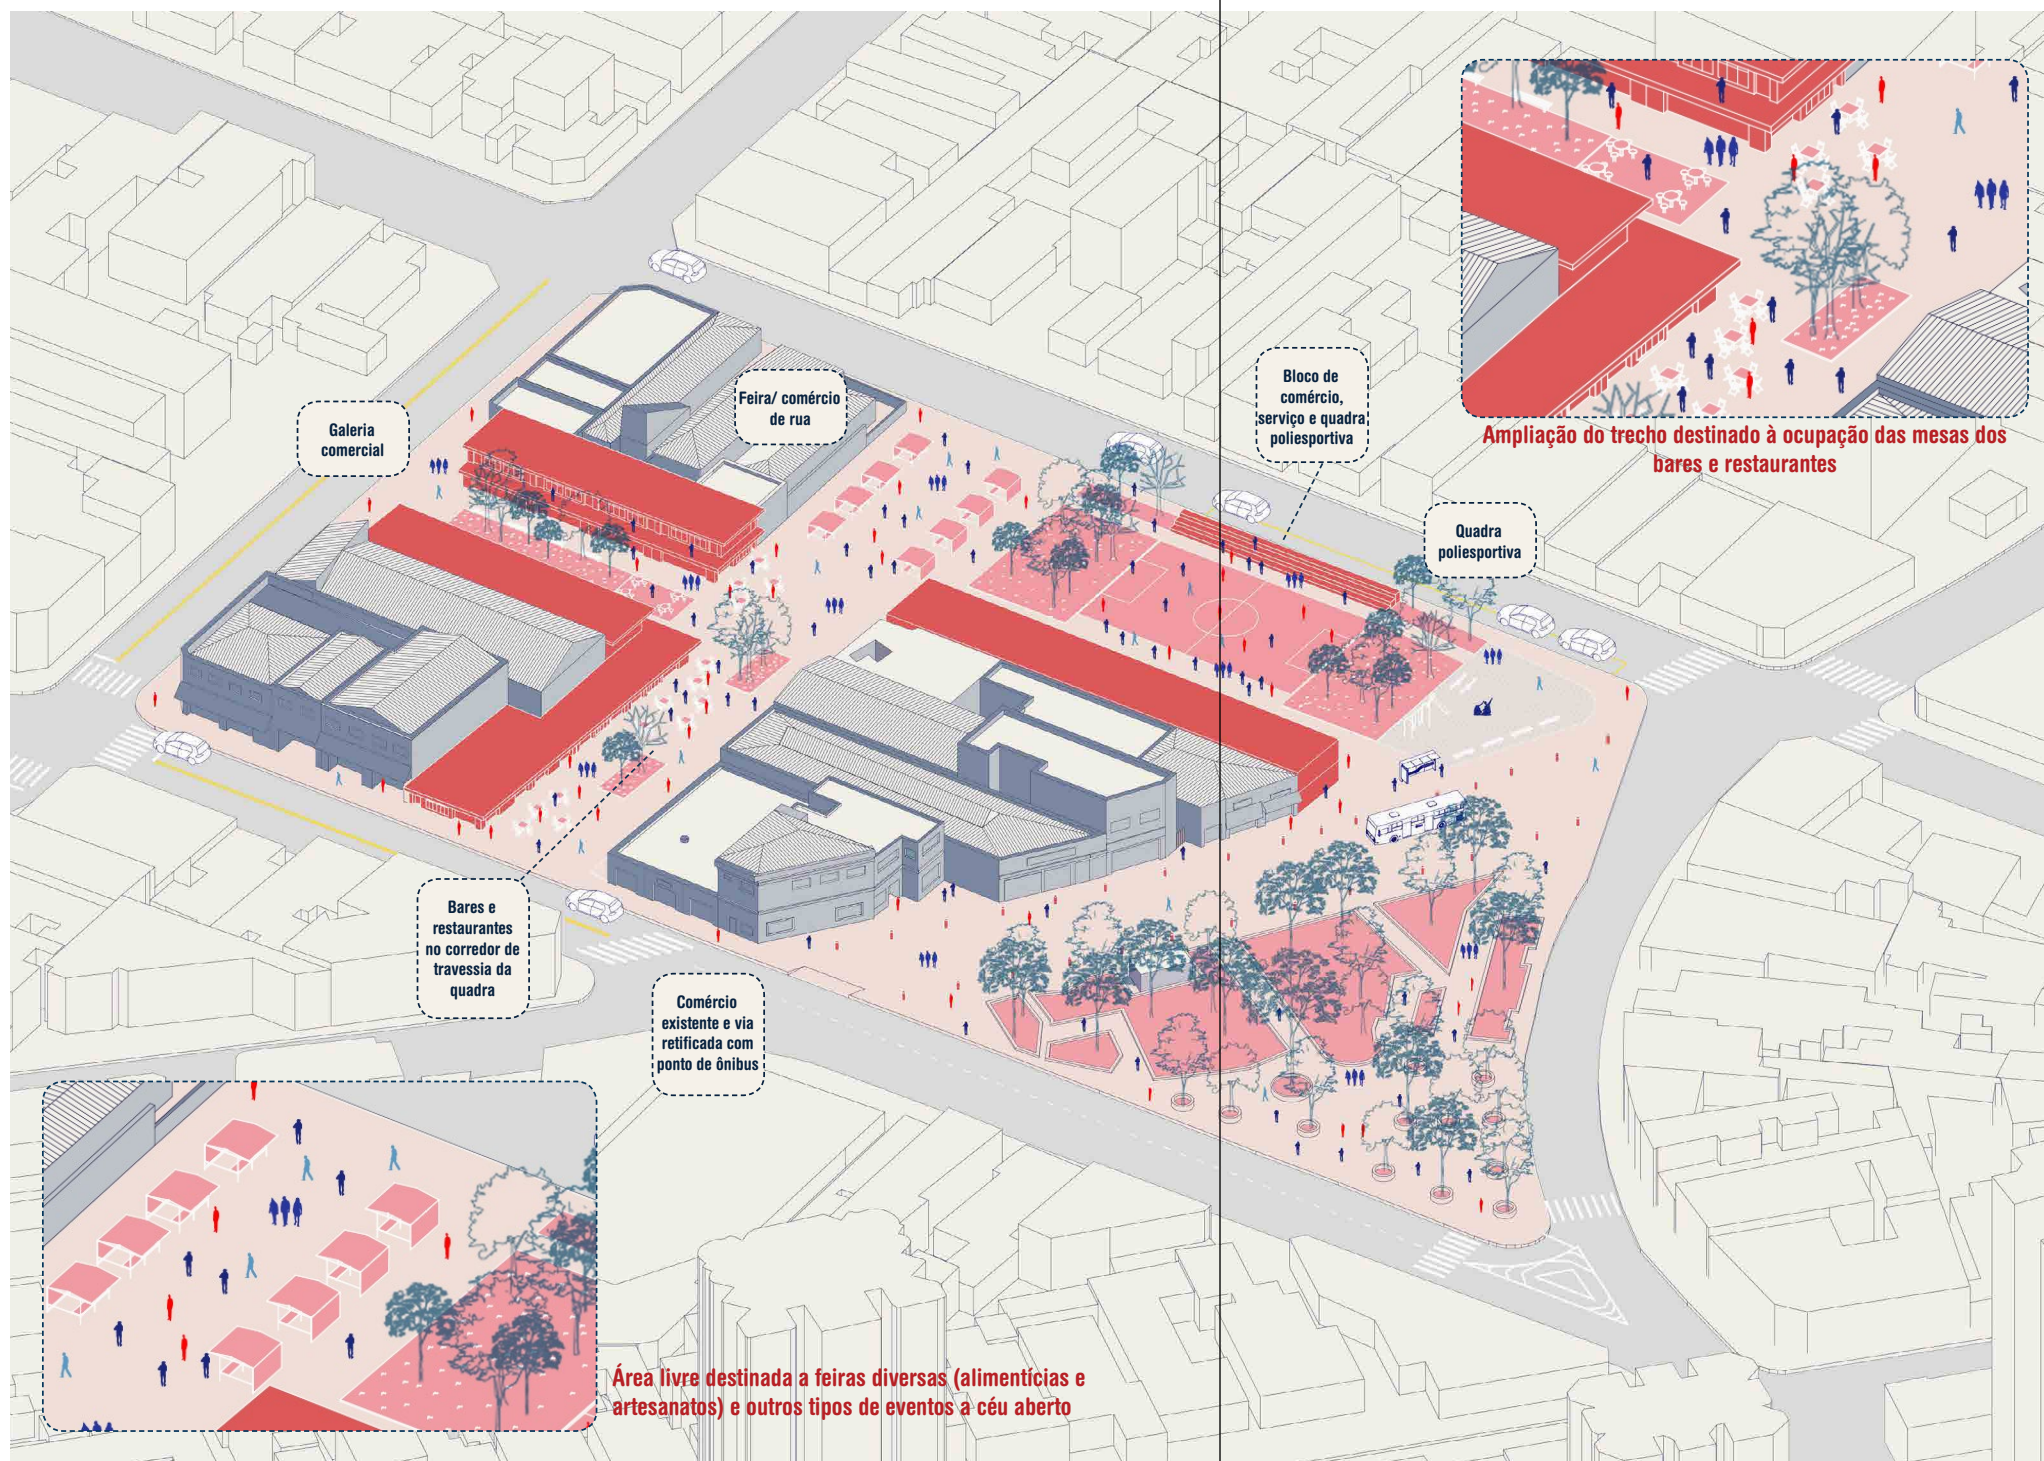 Feira/ comércio
de rua
Galeria
comercial
Bloco de
comércio,
serviço e quadra
poliesportiva
Ampliação do trecho destinado à ocupação das mesas dos
bares e restaurantes
Quadra
poliesportiva
Bares e
restaurantes
no corredor de
travessia da
quadra
Comércio
existente e via
retificada com
ponto de ônibus
Área livre destinada a feiras diversas (alimentícias e
artesanatos) e outros tipos de eventos a céu aberto